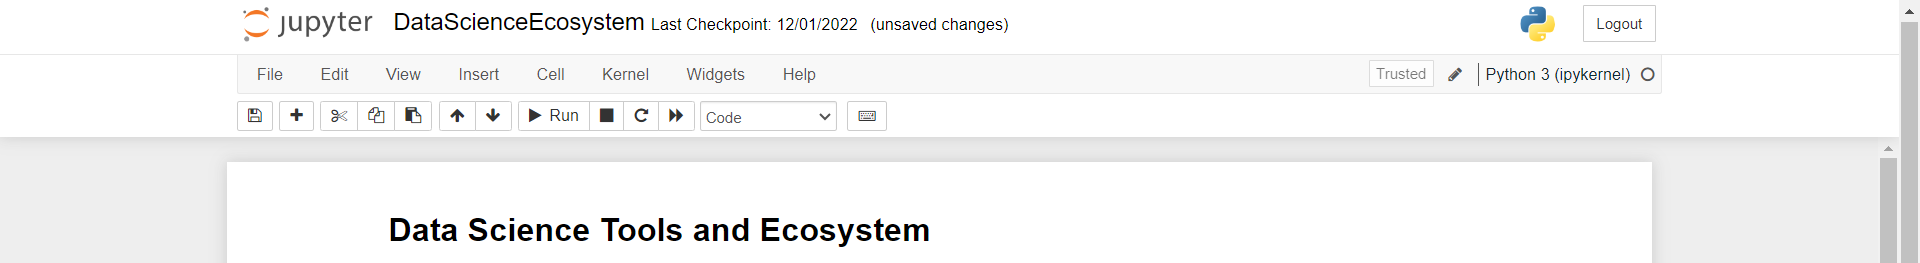 jupyter DataScienceEcosystem Last Checkpoint: 12/01/2022 (unsaved changes) Logout
File Edit View Insert Cell Kernel Widgets Help Trusted Python 3 (ipykernel)
Run Code
Data Science Tools and Ecosystem